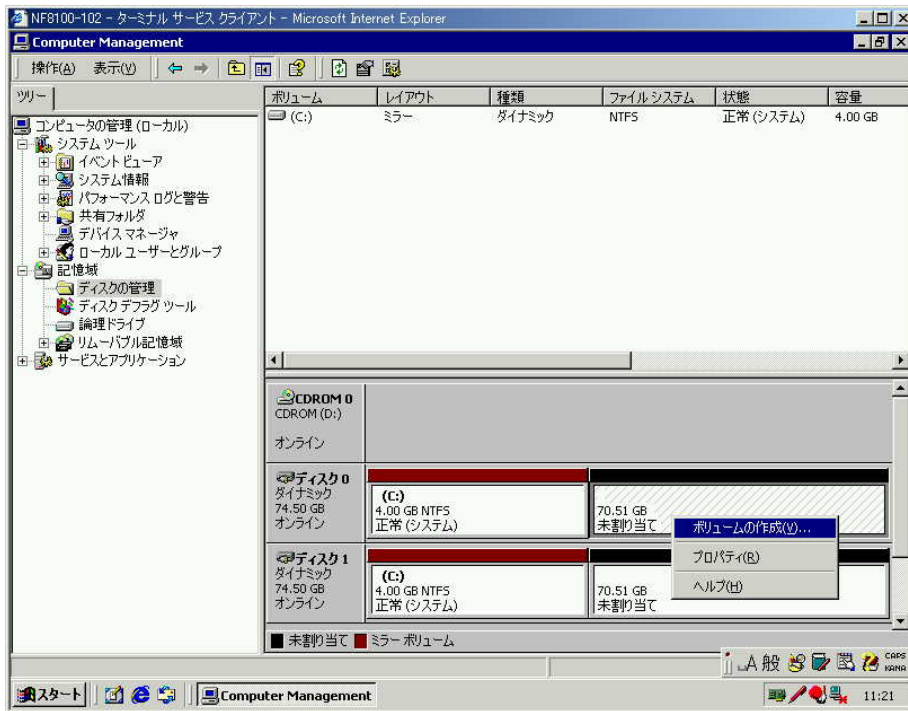 NF8100-102 - ターミナル サービス クライアント - Microsoft Internet Explorer
Computer Management
操作(A) 表示(V)
ツリー
コンピュータの管理 (ローカル)
システム ツール
イベント ビューア
システム情報
パフォーマンス ログと警告
共有フォルダ
デバイス マネージャ
ローカル ユーザーとグループ
記憶域
ディスクの管理
ディスク デフラグ ツール
論理ドライブ
リムーバブル記憶域
サービスとアプリケーション
ボリューム レイアウト 種類 ファイル システム 状態 容量
(C:) ミラー ダイナミック NTFS 正常 (システム) 4.00 GB
CDROM 0
CDROM (D:)
オンライン
ディスク 0
ダイナミック
74.50 GB
オンライン
(C:)
4.00 GB NTFS
正常 (システム)
70.51 GB
未割り当て
ボリュームの作成(V)...
プロパティ(R)
ヘルプ(H)
ディスク 1
ダイナミック
74.50 GB
オンライン
(C:)
4.00 GB NTFS
正常 (システム)
70.51 GB
未割り当て
未割り当て ミラー ボリューム
A 般 CAPS
KANA
スタート Computer Management 11:21